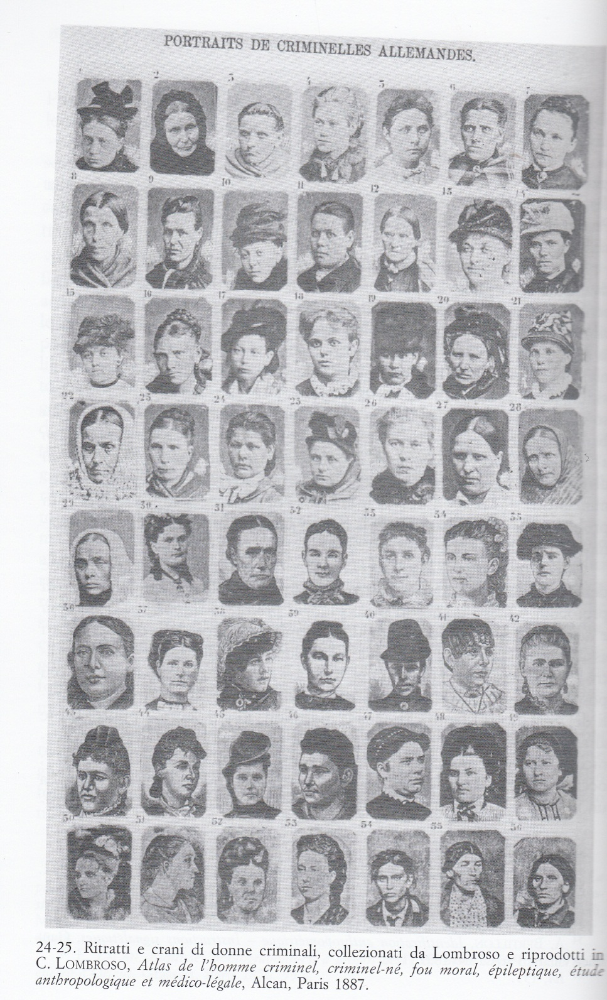 PORTRAITS DE CRIMINELLES ALLEMANDES.
1 2 3 4 5 6 7
8 9 10 11 12 13 14
15 16 17 18 19 20 21
22 23 24 25 26 27 28
29 30. 31 32 33 34 35
36 37 38 39 40 41 42
43 44 45 46 47 48 49
50 51 52 53 54 55 56
24-25. Ritratti e crani di donne criminali, collezionati da Lombroso e riprodotti in
C. LOMBROSO, Atlas de l'homme criminel, criminel-né, fou moral, épileptique, étude
anthropologique et médico-légale, Alcan, Paris 1887.